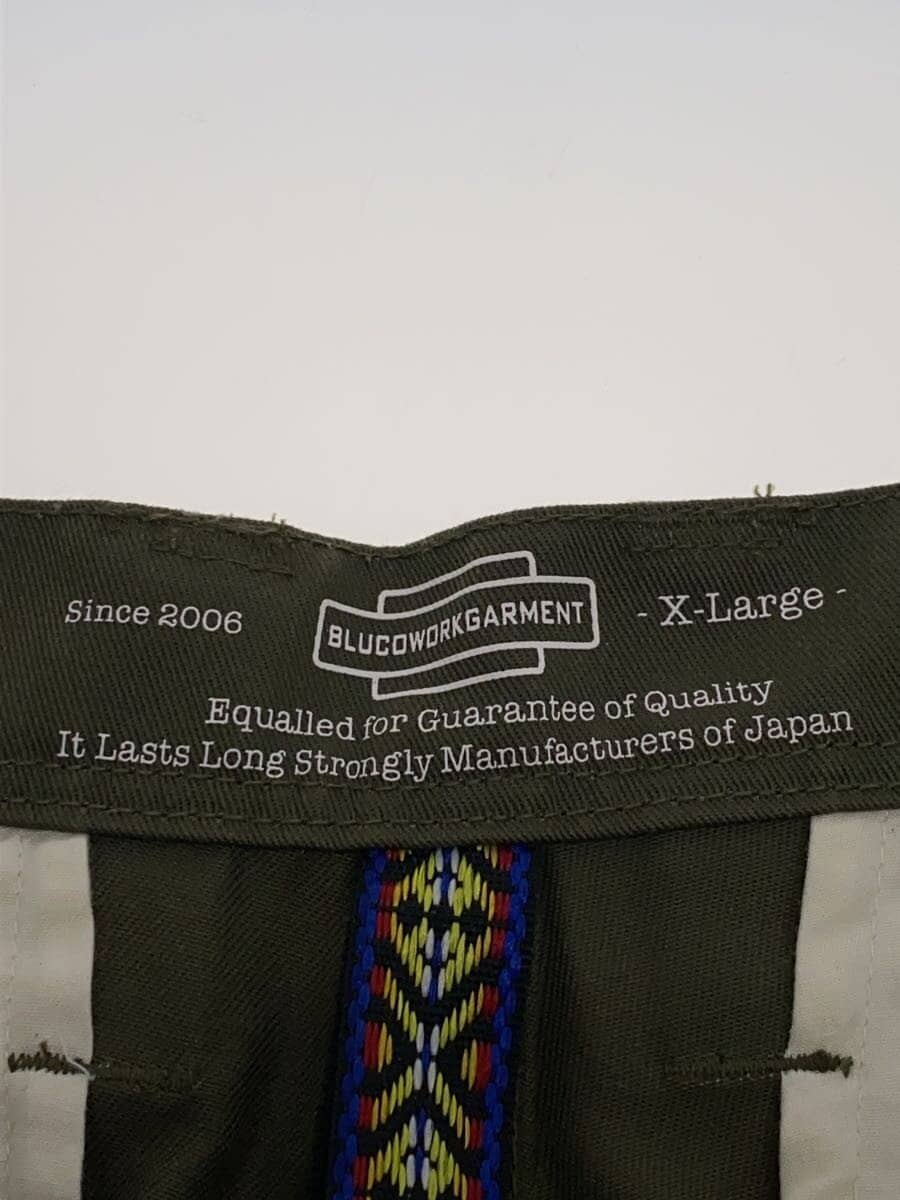 Since 2006
BLUCOWORKGARMENT
- X-Large -
Equalled for Guarantee of Quality
It Lasts Long Strongly Manufacturers of Japan